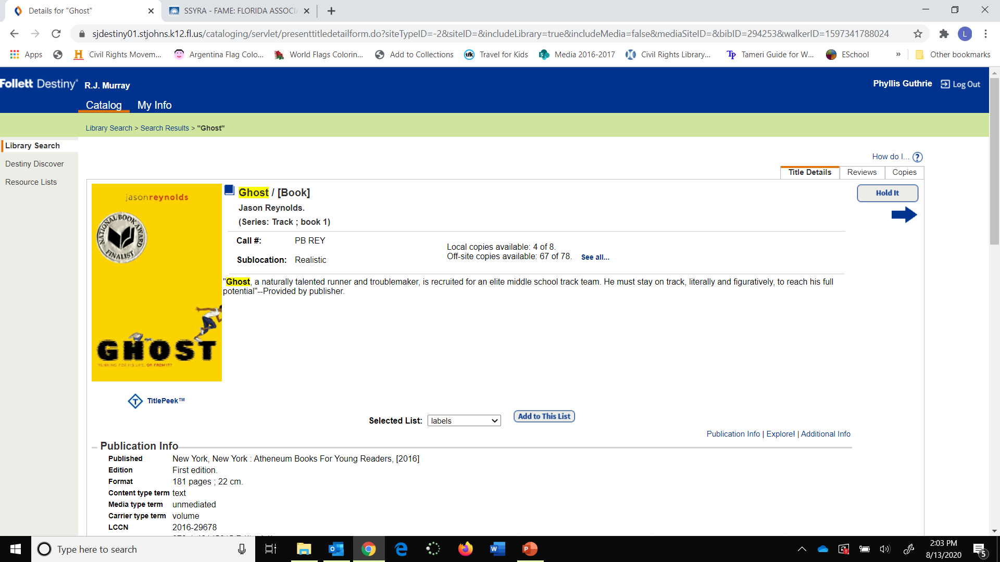 Details for "Ghost"
SSYRA - FAME: FLORIDA ASSOCI
sjdestiny01.stjohns.k12.fl.us/cataloging/servlet/presenttitledetailform.do?siteTypeID=-2&siteID=&includeLibrary=true&includeMedia=false&mediaSiteID=&bibID=294253&walkerID=1597341788024
L
Apps
H Civil Rights Movem...
Argentina Flag Colo...
World Flags Colorin...
Add to Collections
tfk Travel for Kids
Media 2016-2017
Civil Rights Library...
TP Tameri Guide for W...
ESchool
»
Other bookmarks
Follett Destiny
R.J. Murray
Phyllis Guthrie
Log Out
Catalog
My Info
Library Search > Search Results > "Ghost"
Library Search
Destiny Discover
Resource Lists
How do I... ?
Title Details
Reviews
Copies
jasonreynolds
NATIONAL BOOK AWARD
FINALIST
GHOST
RUNNING FOR HIS LIFE, OR FROM IT?
Ghost / [Book]
Jason Reynolds.
(Series: Track ; book 1)
Hold It
Call #: PB REY
Sublocation: Realistic
Local copies available: 4 of 8.
Off-site copies available: 67 of 78. See all...
"Ghost, a naturally talented runner and troublemaker, is recruited for an elite middle school track team. He must stay on track, literally and figuratively, to reach his full
potential"--Provided by publisher.
T TitlePeek™
Selected List: labels
Add to This List
Publication Info | Explore! | Additional Info
Publication Info
Published New York, New York : Atheneum Books For Young Readers, [2016]
Edition First edition.
Format 181 pages ; 22 cm.
Content type term text
Media type term unmediated
Carrier type term volume
LCCN 2016-29678
Type here to search
2:03 PM
8/13/2020
5